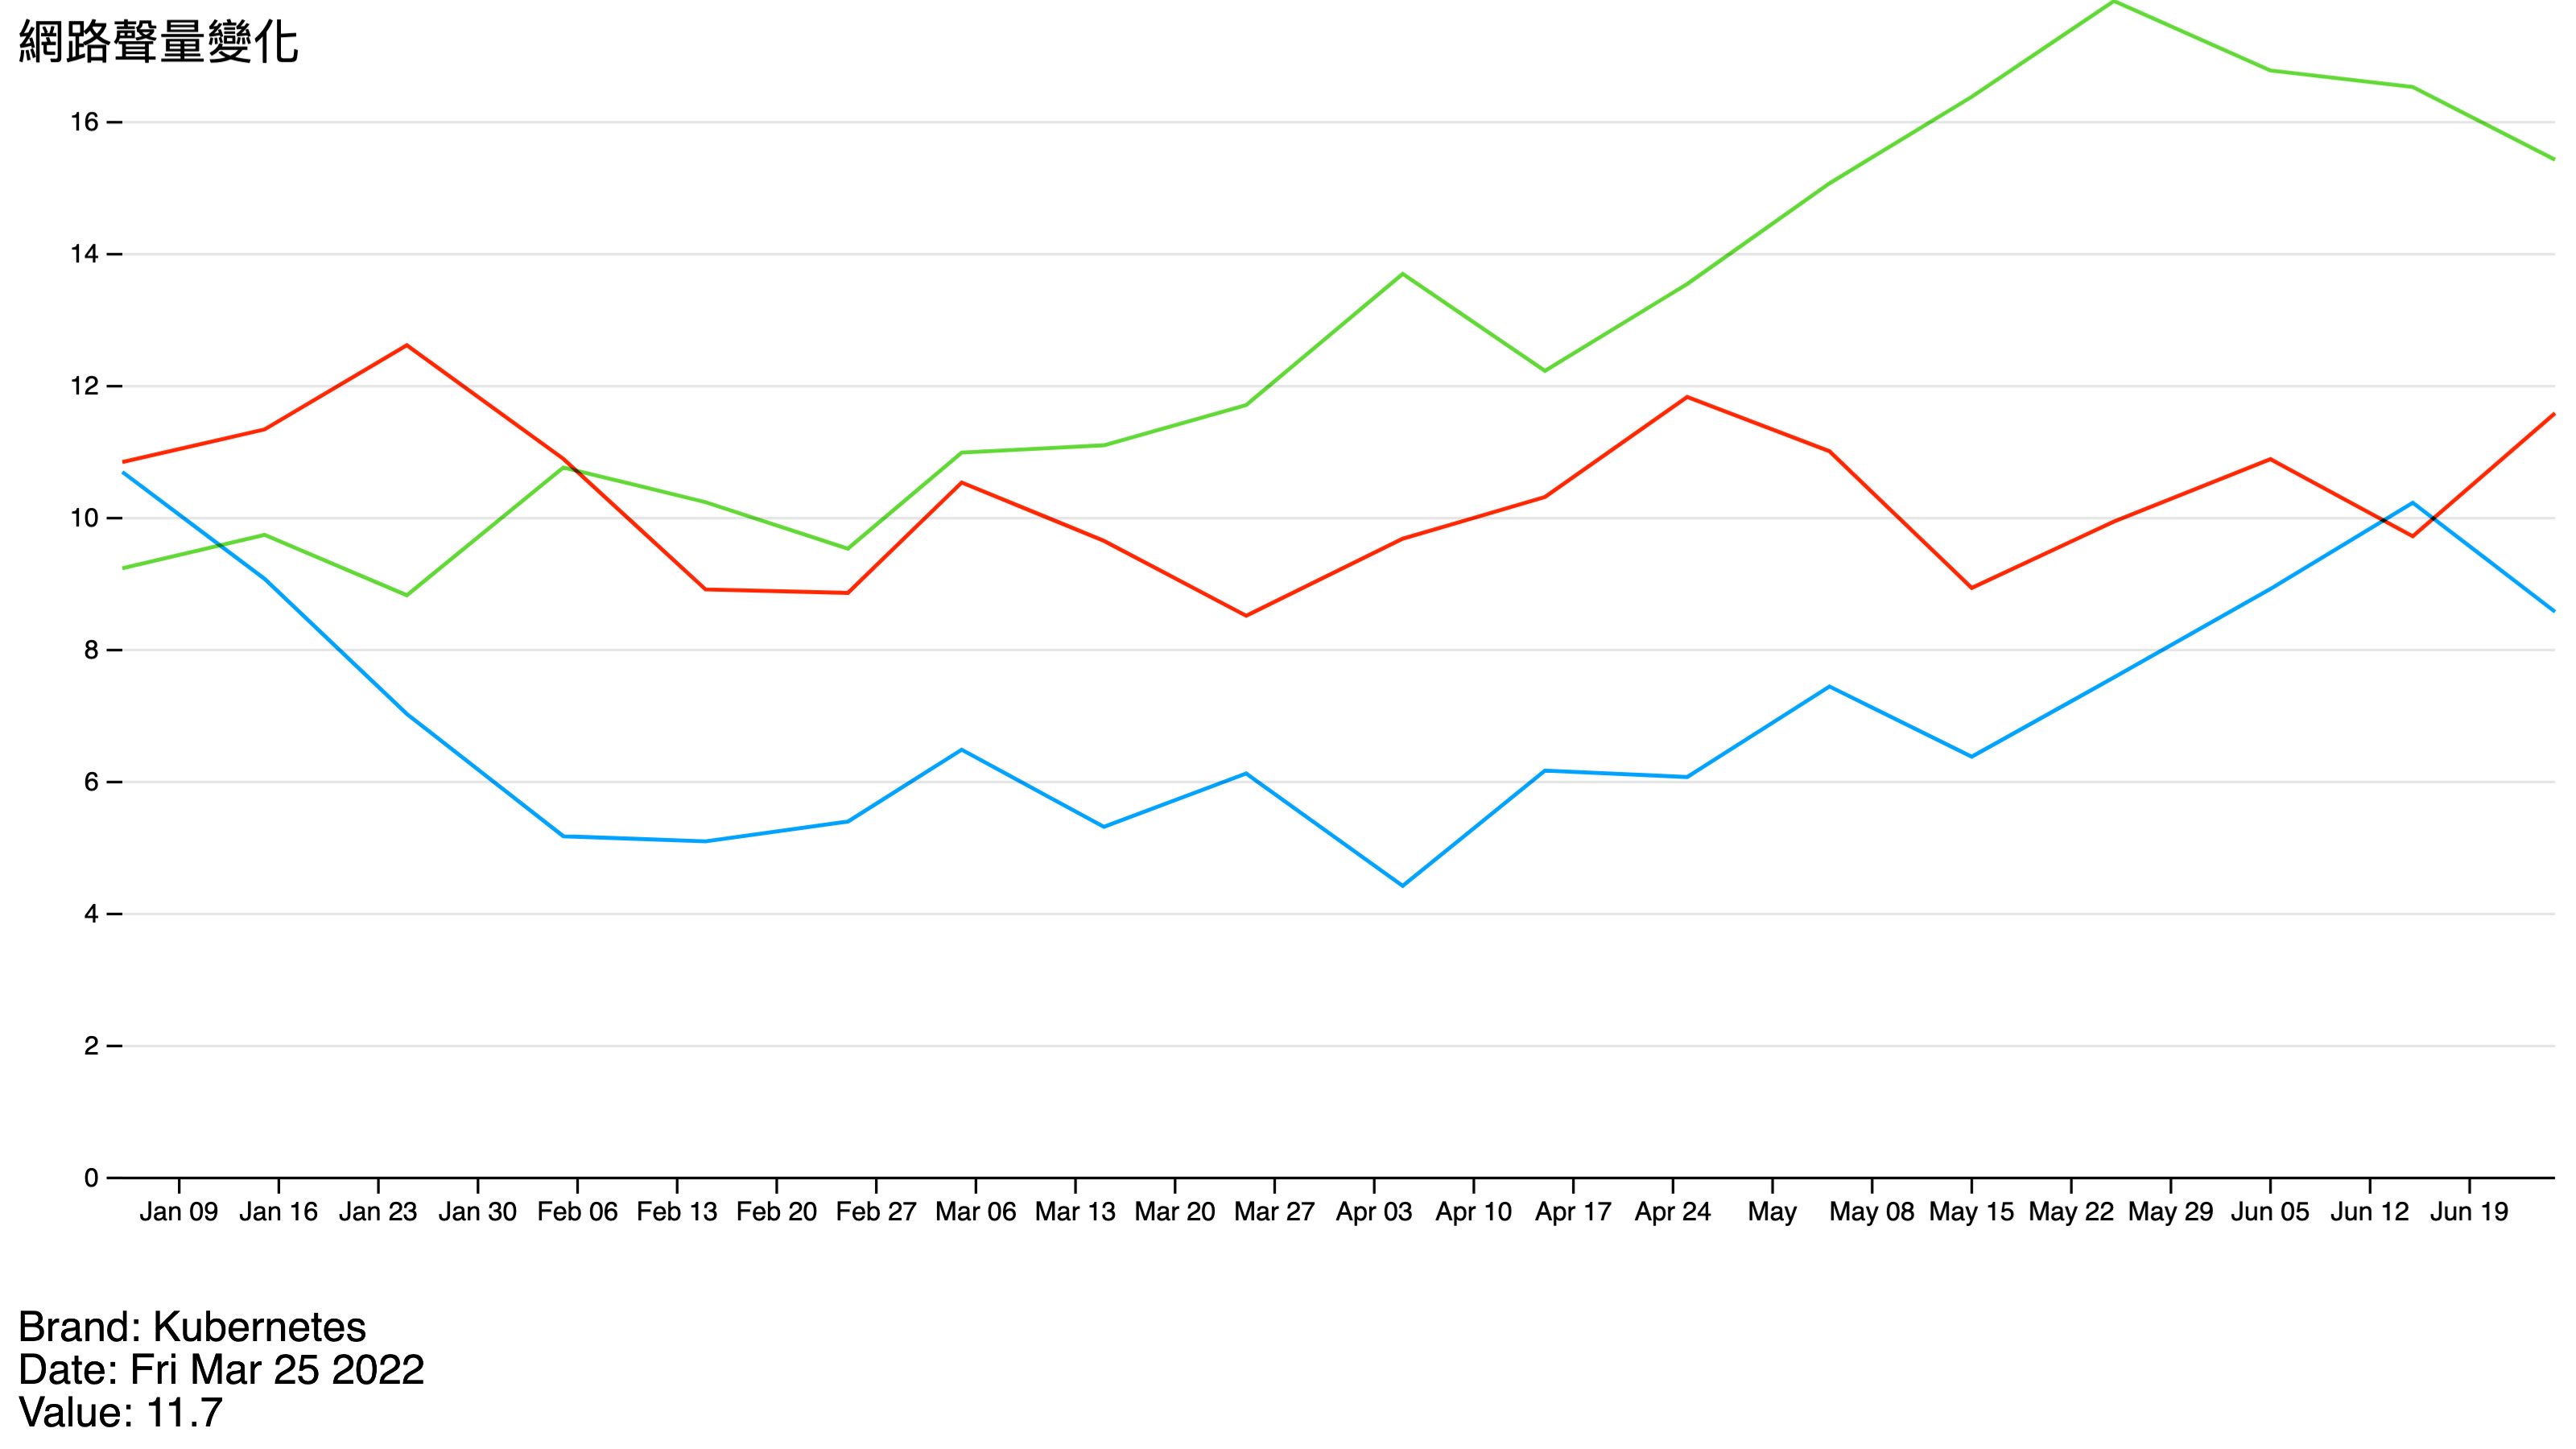 網路聲量變化
16
14
12
10
8
6
4
2
0
Jan 09 Jan 16 Jan 23 Jan 30 Feb 06 Feb 13 Feb 20 Feb 27 Mar 06 Mar 13 Mar 20 Mar 27 Apr 03 Apr 10 Apr 17 Apr 24 May May 08 May 15 May 22 May 29 Jun 05 Jun 12 Jun 19
Brand: Kubernetes
Date: Fri Mar 25 2022
Value: 11.7